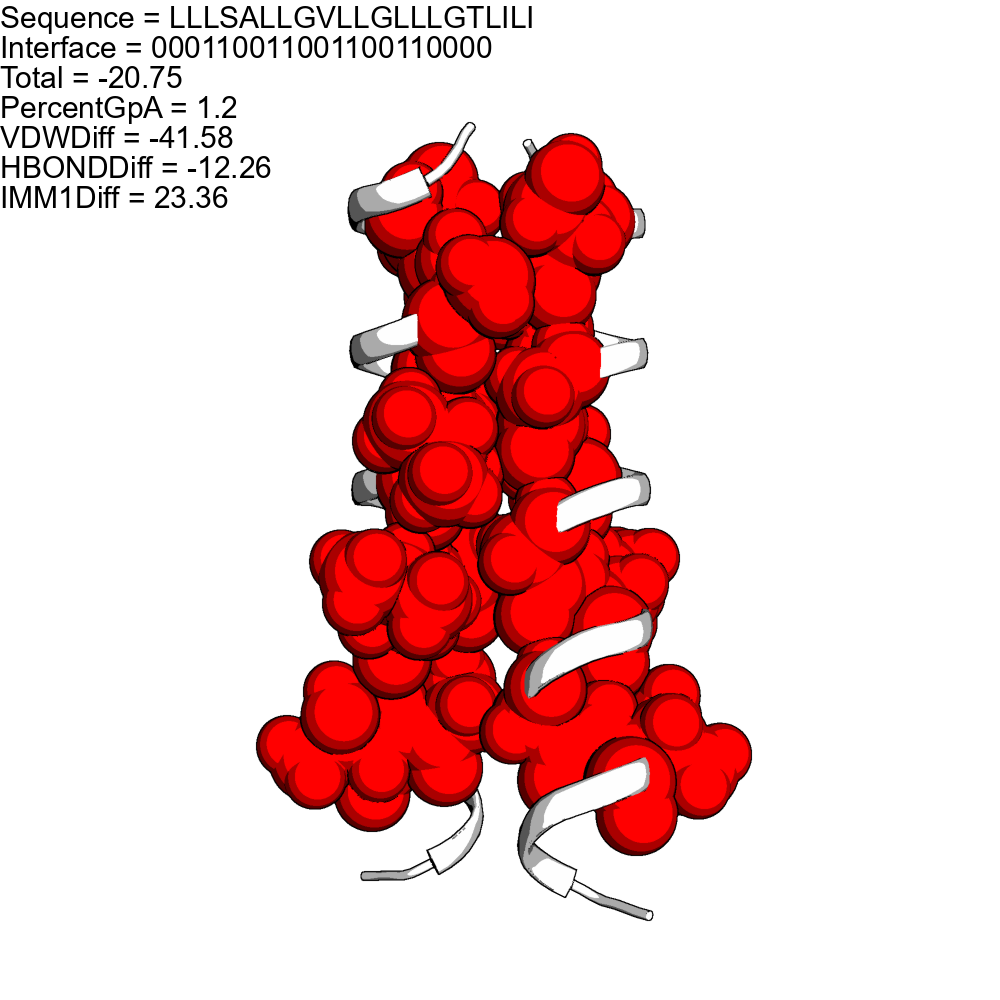 Sequence = LLLSALLGVLLGLLLGTLILI
Interface = 000110011001100110000
Total = -20.75
PercentGpA = 1.2
VDWDiff = -41.58
HBONDDiff = -12.26
IMM1Diff = 23.36